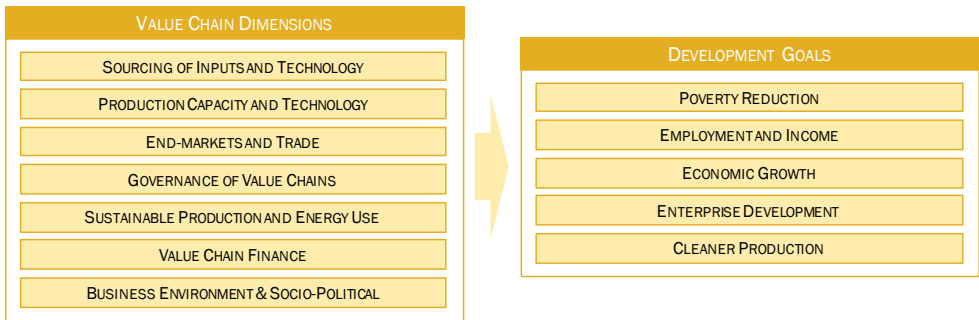 VALUE CHAIN DIMENSIONS
SOURCING OF INPUTS AND TECHNOLOGY
PRODUCTION CAPACITY AND TECHNOLOGY
END-MARKETS AND TRADE
GOVERNANCE OF VALUE CHAINS
SUSTAINABLE PRODUCTION AND ENERGY USE
VALUE CHAIN FINANCE
BUSINESS ENVIRONMENT & SOCIO-POLITICAL
DEVELOPMENT GOALS
POVERTY REDUCTION
EMPLOYMENT AND INCOME
ECONOMIC GROWTH
ENTERPRISE DEVELOPMENT
CLEANER PRODUCTION